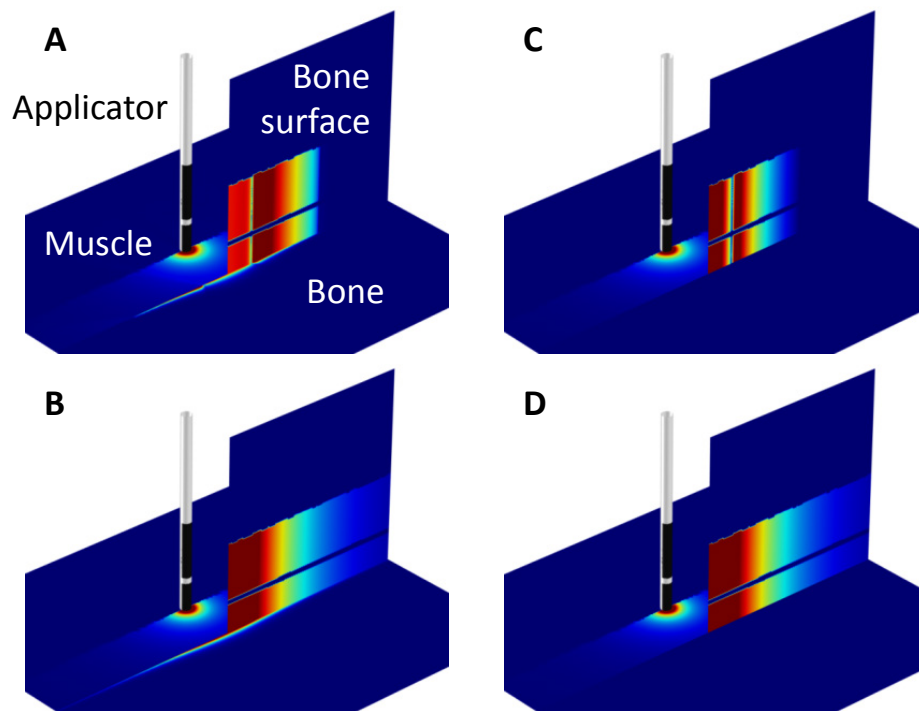 A
Applicator
Bone
surface
Muscle
Bone
C
B
D